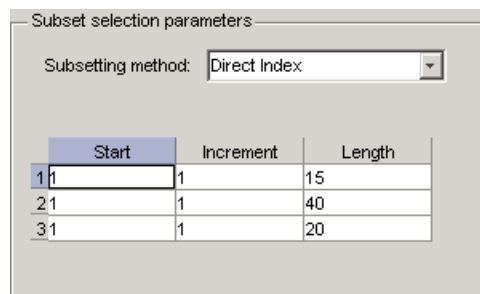 Subset selection parameters
Subsetting method: Direct Index
Start Increment Length
1 1 1 15
2 1 1 40
3 1 1 20